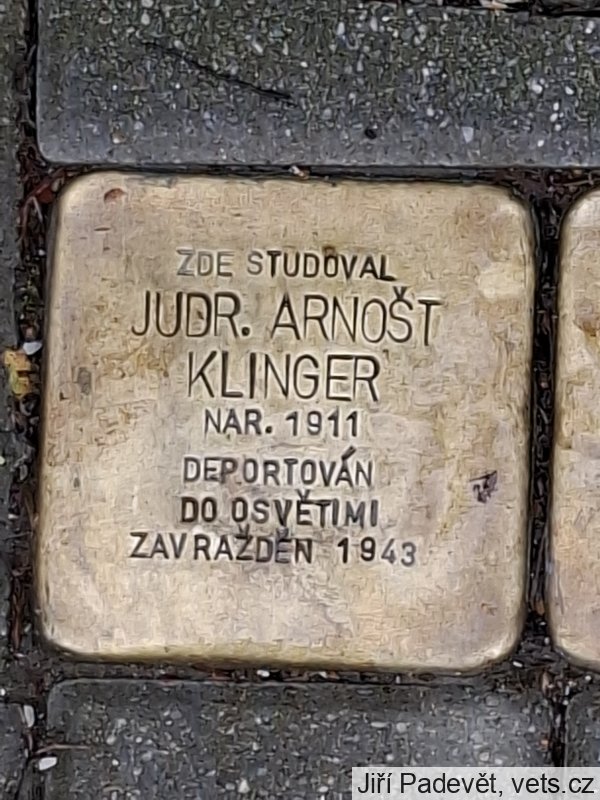 ZDE STUDOVAL
JUDR. ARNOŠT
KLINGER
NAR. 1911
DEPORTOVÁN
DO OSVĚTIMI
ZAVRAŽDĚN 1943
Jiří Padevět, vets.cz